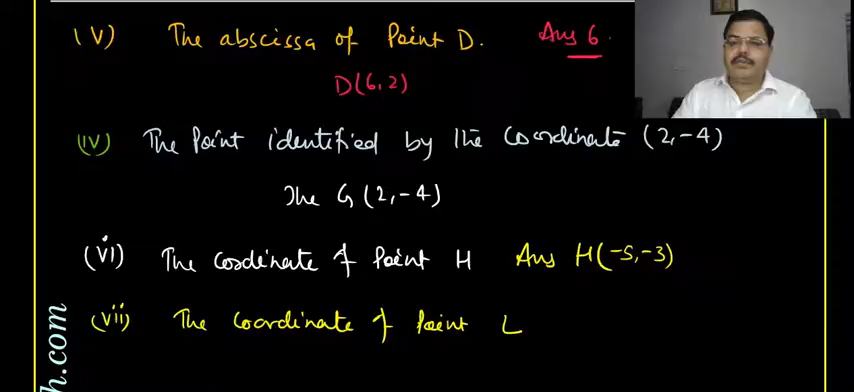 (V) The abscissa of Point D. Ans 6.
D(6,2)
(IV) The Point identified by the coordinate (2,-4)
The G(2,-4)
(vi) The coordinate of Point H Ans H(-5,-3)
(vii) The coordinate of Point L
h.com